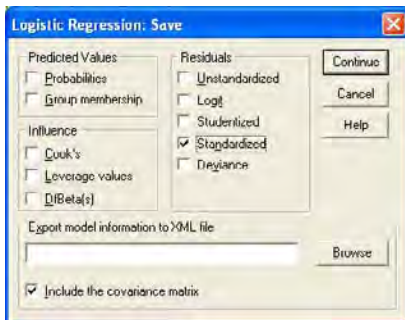 Logistic Regression: Save
Predicted Values
Probabilities
Group membership
Influence
Cook's
Leverage values
DfBeta(s)
Residuals
Unstandardized
Logit
Studentized
Standardized
Deviance
Continue
Cancel
Help
Export model information to XML file
Browse
Include the covariance matrix